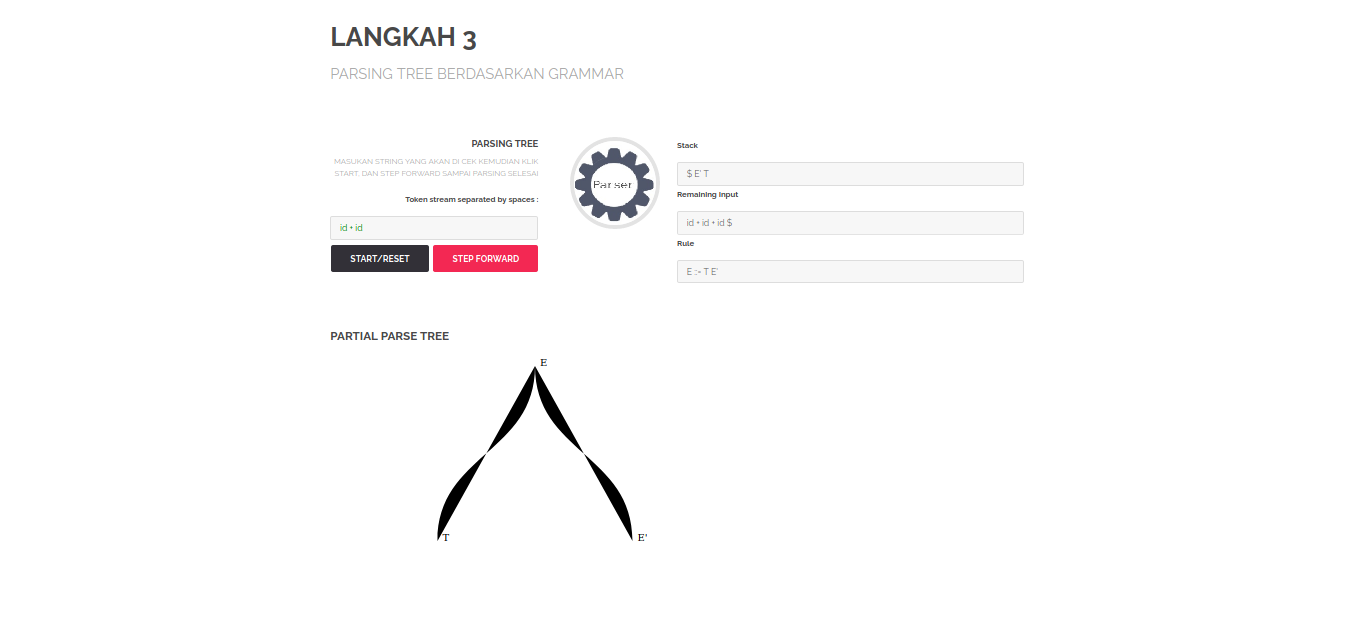 LANGKAH 3
PARSING TREE BERDASARKAN GRAMMAR
PARSING TREE
MASUKAN STRING YANG AKAN DI CEK KEMUDIAN KLIK
START. DAN STEP FORWARD SAMPAI PARSING SELESAI
Token stream separated by spaces :
id + id
START/RESET
STEP FORWARD
Parser
Stack
$ E' T
Remaining Input
id + id + id $
Rule
E :- T E'
PARTIAL PARSE TREE
E
T
E'